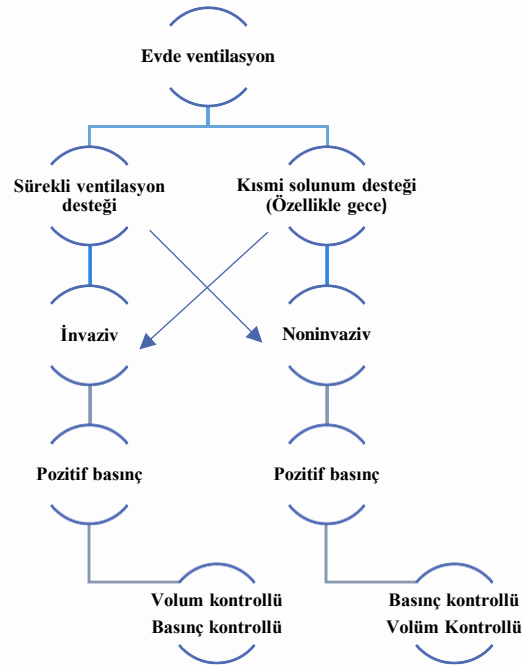 Evde ventilasyon
Sürekli ventilasyon
desteği
Kısmi solunum desteği
(Özellikle gece)
İnvaziv
Noninvaziv
Pozitif basınç
Pozitif basınç
Volum kontrollü
Basınç kontrollü
Basınç kontrollü
Volüm Kontrollü